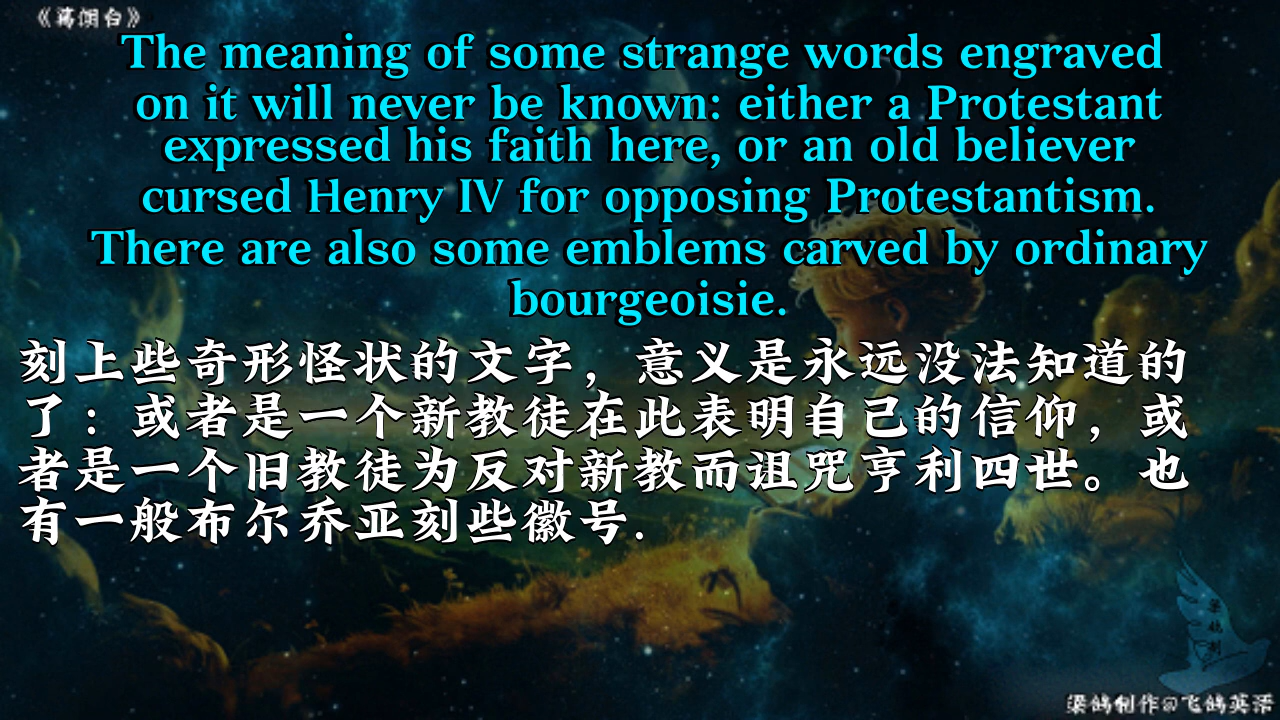 The meaning of some strange words engraved
on it will never be known: either a Protestant
expressed his faith here, or an old believer
cursed Henry IV for opposing Protestantism.
There are also some emblems carved by ordinary
bourgeoisie.
刻上些奇形怪状的文字，意义是永远没法知道的
了：或者是一个新教徒在此表明自己的信仰，或
者是一个旧教徒为反对新教而诅咒亨利四世。也
有一般布尔乔亚刻些徽号.
梁鸽制作@飞鸽英语